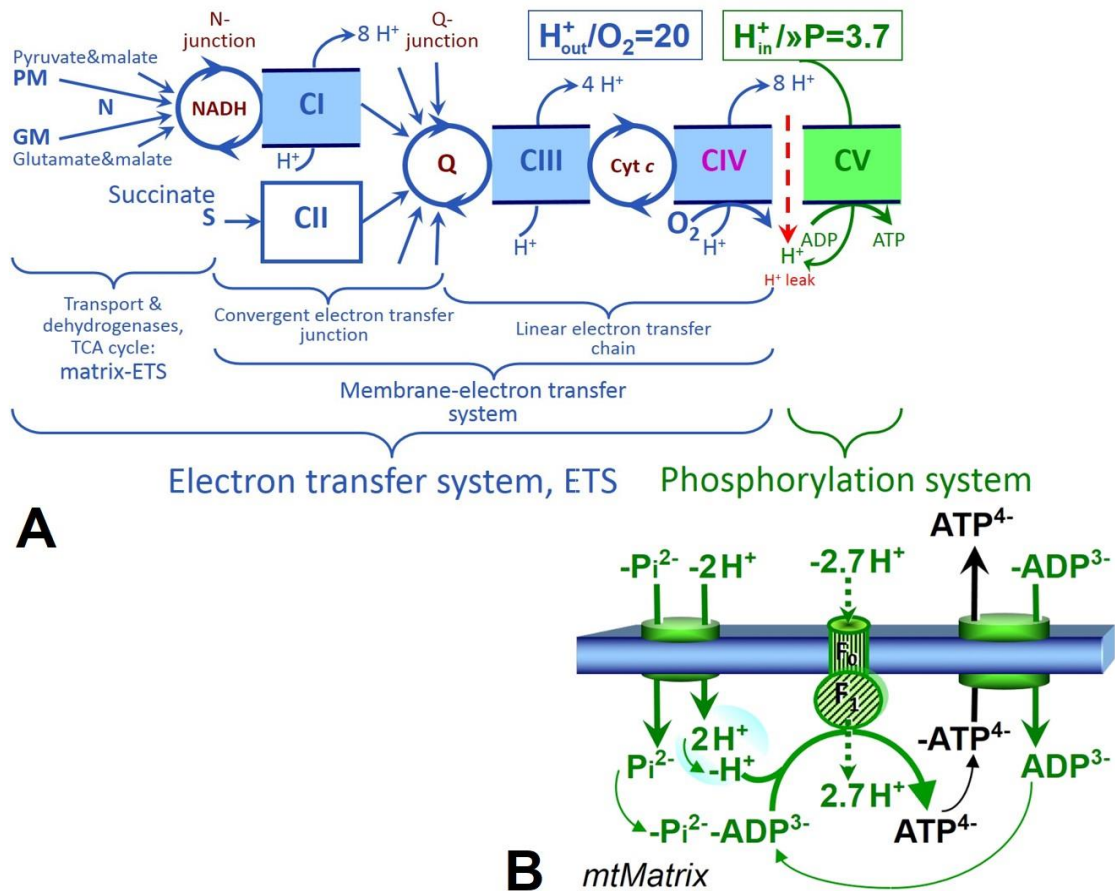 N-
junction
8 H⁺
Q-
junction
H⁺out/O₂=20
H⁺in/»P=3.7
Pyruvate&malate
PM
N
GM
Glutamate&malate
NADH
CI
H⁺
4 H⁺
8 H⁺
Q
CIII
Cyt c
CIV
CV
Succinate
S
CII
H⁺
O₂
H⁺
ADP
ATP
H⁺
H⁺ leak
Transport &
dehydrogenases,
TCA cycle:
matrix-ETS
Convergent electron transfer
junction
Linear electron transfer
chain
Membrane-electron transfer
system
Electron transfer system, ETS
Phosphorylation system
A
ATP⁴⁻
-Pi²⁻ -2H⁺
-2.7H⁺
-ADP³⁻
F₀
F₁
2H⁺
-H⁺
Pi²⁻
-ATP⁴⁻
ADP³⁻
2.7H⁺
-Pi²⁻-ADP³⁻
ATP⁴⁻
B
mtMatrix